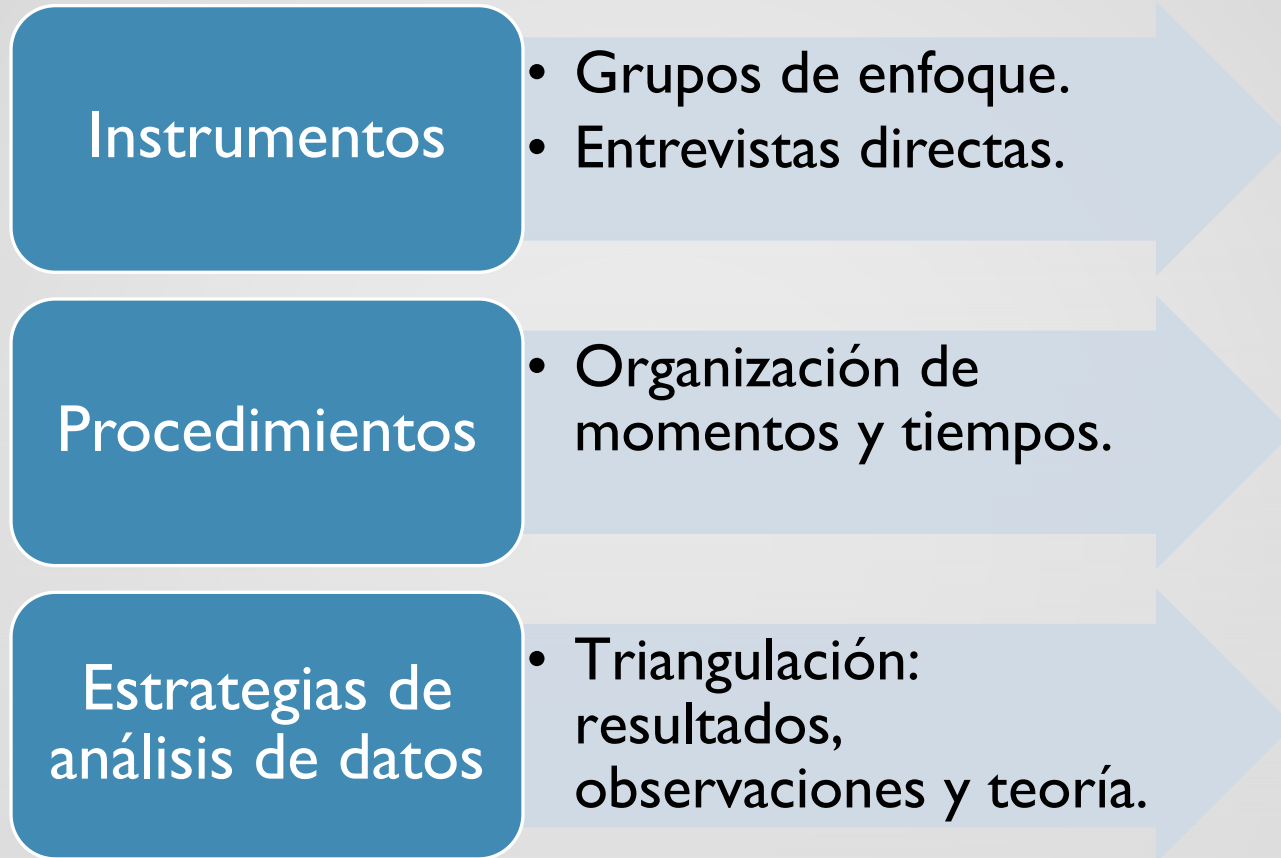 Instrumentos
• Grupos de enfoque.
• Entrevistas directas.
Procedimientos
• Organización de
momentos y tiempos.
Estrategias de
análisis de datos
• Triangulación:
resultados,
observaciones y teoría.